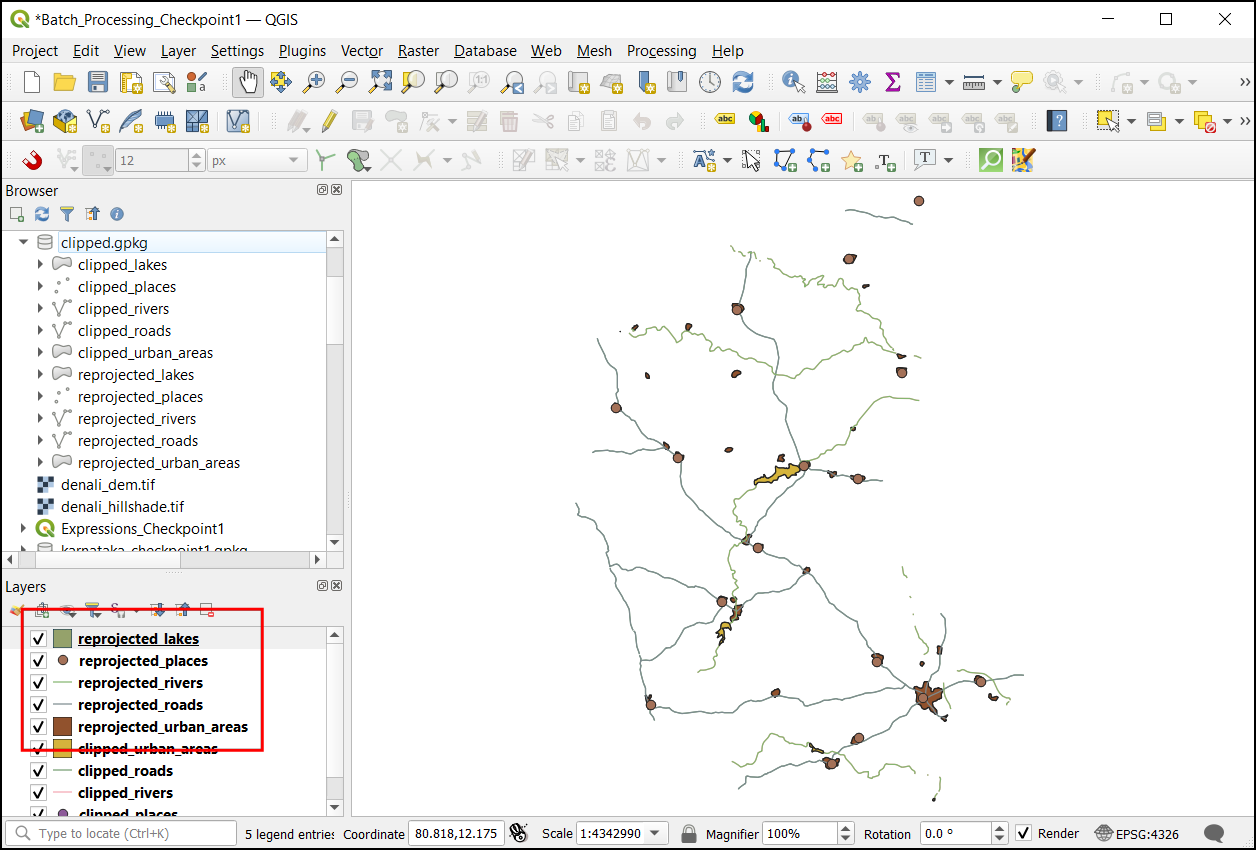 *Batch_Processing_Checkpoint1 — QGIS
Project Edit View Layer Settings Plugins Vector Raster Database Web Mesh Processing Help
12 px
Browser
clipped.gpkg
clipped_lakes
clipped_places
clipped_rivers
clipped_roads
clipped_urban_areas
reprojected_lakes
reprojected_places
reprojected_rivers
reprojected_roads
reprojected_urban_areas
denali_dem.tif
denali_hillshade.tif
Expressions_Checkpoint1
karnataka_checkpoint1.gpkg
Layers
reprojected_lakes
reprojected_places
reprojected_rivers
reprojected_roads
reprojected_urban_areas
clipped_urban_areas
clipped_roads
clipped_rivers
clipped_places
Type to locate (Ctrl+K) 5 legend entries Coordinate 80.818,12.175 Scale 1:4342990 Magnifier 100% Rotation 0.0 ° Render EPSG:4326